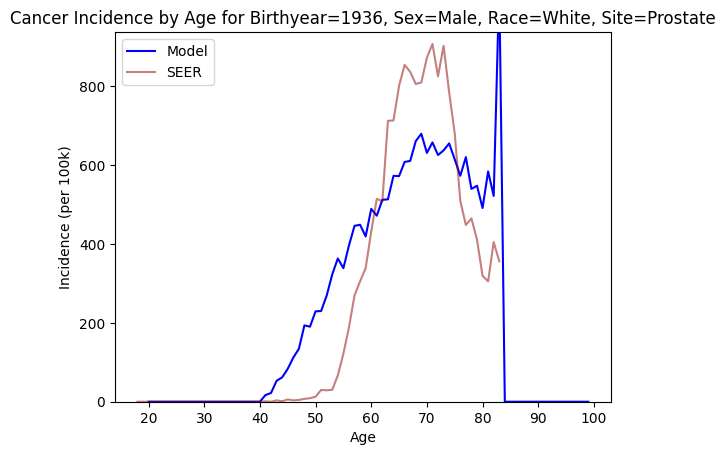 Cancer Incidence by Age for Birthyear=1936, Sex=Male, Race=White, Site=Prostate
Model
SEER
Incidence (per 100k)
800
600
400
200
0
20 30 40 50 60 70 80 90 100
Age